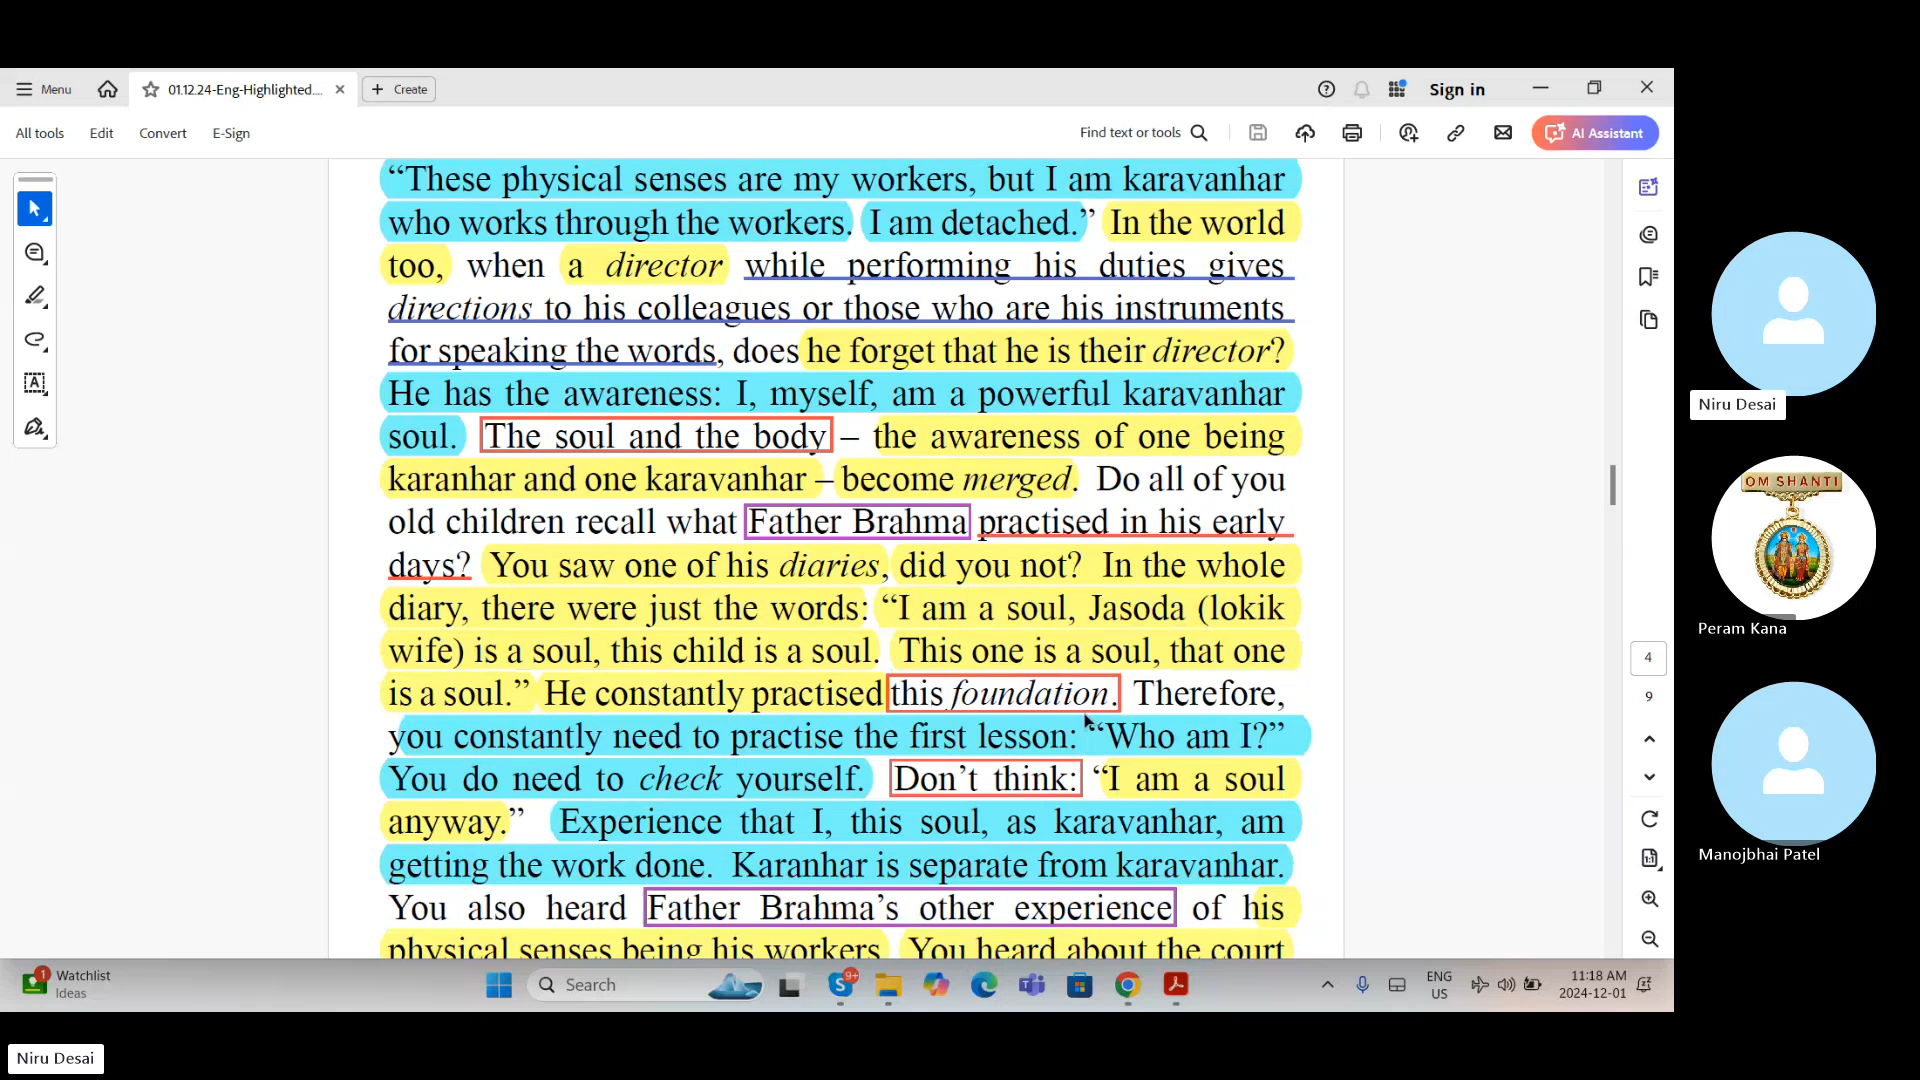 Menu
01.12.24-Eng-Highlighted....
Create
Sign in
All tools
Edit
Convert
E-Sign
Find text or tools
AI Assistant
“These physical senses are my workers, but I am karavanhar
who works through the workers. I am detached.” In the world
too, when a director while performing his duties gives
directions to his colleagues or those who are his instruments
for speaking the words, does he forget that he is their director?
He has the awareness: I, myself, am a powerful karavanhar
soul. The soul and the body – the awareness of one being
karanhar and one karavanhar – become merged. Do all of you
old children recall what Father Brahma practised in his early
days? You saw one of his diaries, did you not? In the whole
diary, there were just the words: “I am a soul, Jasoda (lokik
wife) is a soul, this child is a soul. This one is a soul, that one
is a soul.” He constantly practised this foundation. Therefore,
you constantly need to practise the first lesson: “Who am I?”
You do need to check yourself. Don’t think: “I am a soul
anyway.” Experience that I, this soul, as karavanhar, am
getting the work done. Karanhar is separate from karavanhar.
You also heard Father Brahma’s other experience of his
physical senses being his workers. You heard about the court
4
9
1
Watchlist
Ideas
Search
9+
ENG
US
11:18 AM
2024-12-01
Niru Desai
OM SHANTI
Peram Kana
Manojbhai Patel
Niru Desai